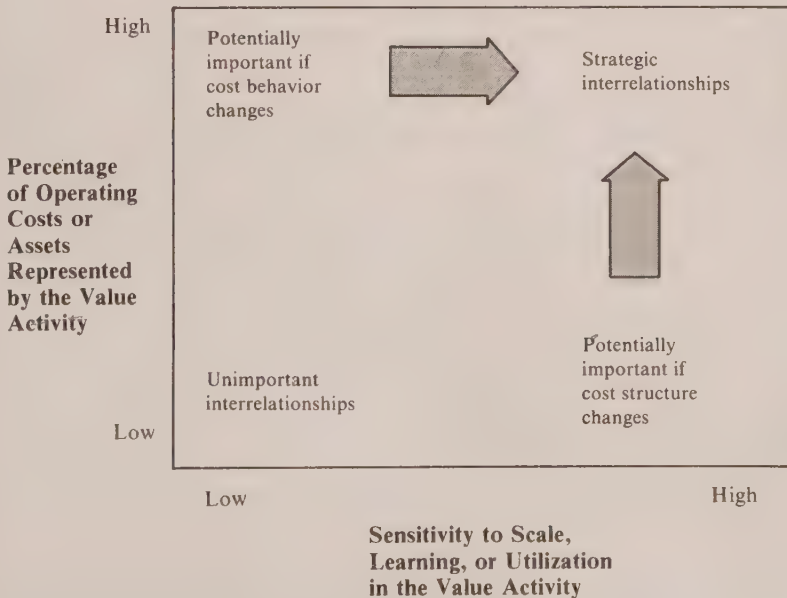 High
Potentially
important if
cost behavior
changes
Strategic
interrelationships
Percentage
of Operating
Costs or
Assets
Represented
by the Value
Activity
Unimportant
interrelationships
Potentially
important if
cost structure
changes
Low
Low
High
Sensitivity to Scale,
Learning, or Utilization
in the Value Activity